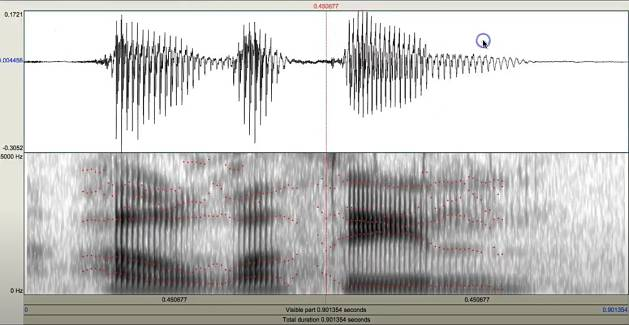 0.450677
0.1721
0.004456
-0.3052
5000 Hz
0 Hz
0.450677 0.450677
0 Visible part 0.901354 seconds 0.901354
Total duration 0.901354 seconds